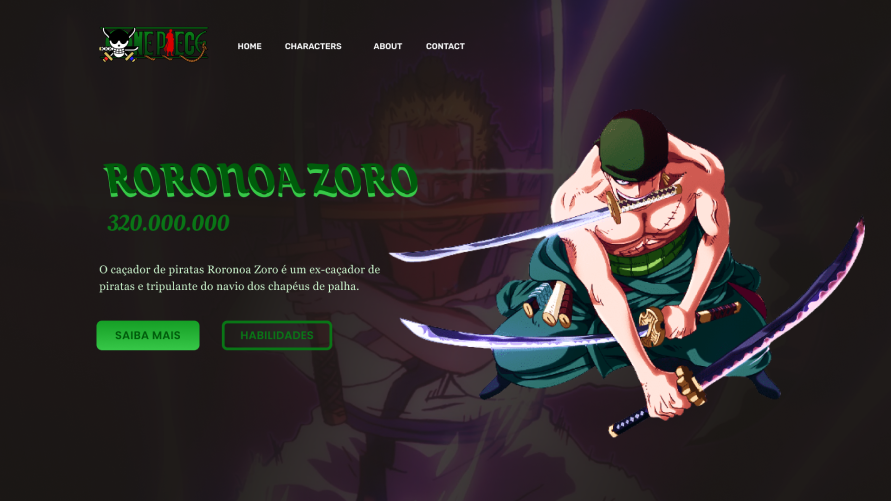 ONE PIECE
HOME CHARACTERS ABOUT CONTACT
RORONOA ZORO
320.000.000
O caçador de piratas Roronoa Zoro é um ex-caçador de
piratas e tripulante do navio dos chapéus de palha.
SAIBA MAIS HABILIDADES